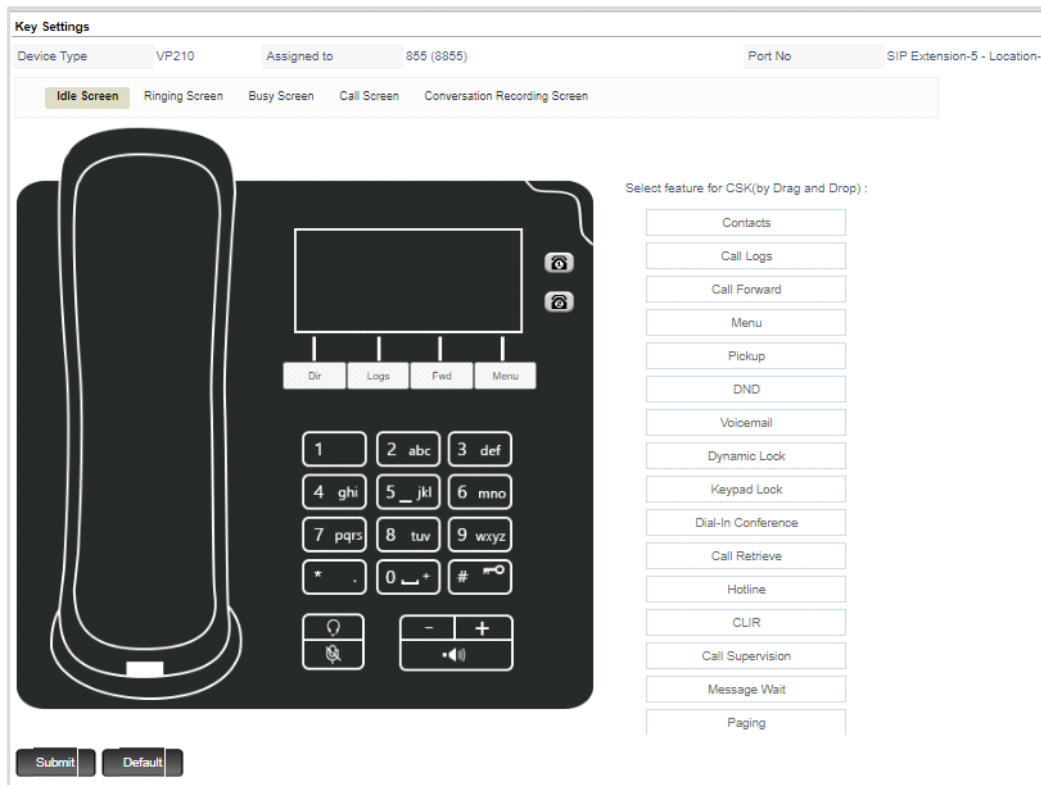 Key Settings
Device Type VP210 Assigned to 855 (8855) Port No SIP Extension-5 - Location-
Idle Screen Ringing Screen Busy Screen Call Screen Conversation Recording Screen
Select feature for CSK(by Drag and Drop) :
Contacts
Call Logs
Call Forward
Menu
Pickup
DND
Voicemail
Dynamic Lock
Keypad Lock
Dial-In Conference
Call Retrieve
Hotline
CLIR
Call Supervision
Message Wait
Paging
1
2
Dir Logs Fwd Menu
1 2 abc 3 def
4 ghi 5 _ jkl 6 mno
7 pqrs 8 tuv 9 wxyz
* . 0 + #
- +
Submit Default